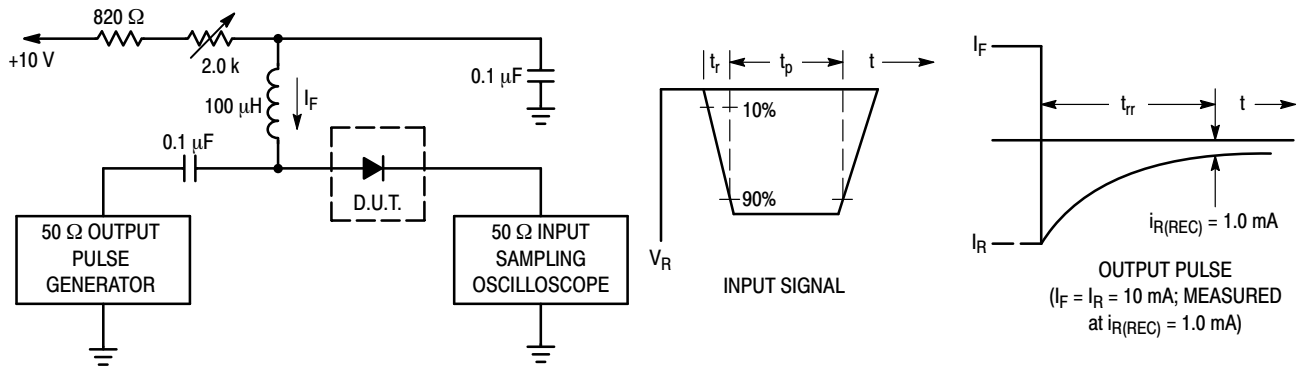 820 Ω
+10 V
2.0 k
100 μH
I_F
0.1 μF
0.1 μF
D.U.T.
50 Ω OUTPUT
PULSE
GENERATOR
50 Ω INPUT
SAMPLING
OSCILLOSCOPE
t_r
t_p
t
10%
90%
V_R
INPUT SIGNAL
I_F
t_rr
t
I_R
i_R(REC) = 1.0 mA
OUTPUT PULSE
(I_F = I_R = 10 mA; MEASURED
at i_R(REC) = 1.0 mA)